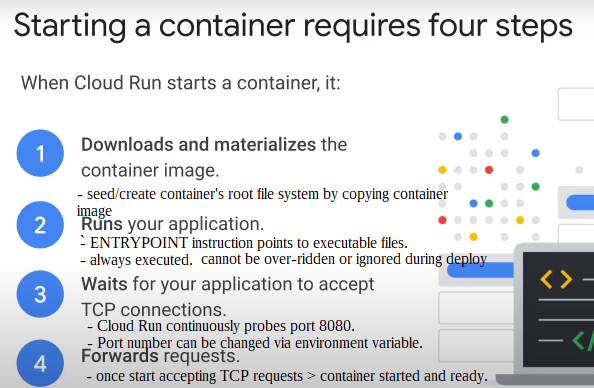 Starting a container requires four steps
When Cloud Run starts a container, it:
1
Downloads and materializes the
container image.
- seed/create container's root file system by copying container
image
2
Runs your application.
- ENTRYPOINT instruction points to executable files.
- always executed. cannot be over-ridden or ignored during deploy
3
Waits for your application to accept
TCP connections.
- Cloud Run continuously probes port 8080.
- Port number can be changed via environment variable.
4
Forwards requests.
- once start accepting TCP requests > container started and ready.
<> 
</